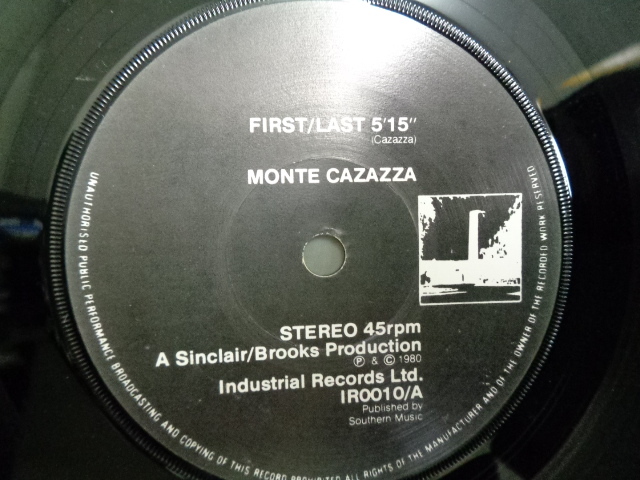 FIRST/LAST 5'15"
(Cazazza)
MONTE CAZAZZA
STEREO 45rpm
A Sinclair/Brooks Production
Ⓟ & © 1980
Industrial Records Ltd.
IR0010/A
Published by
Southern Music
UNAUTHORISED PUBLIC PERFORMANCE BROADCASTING AND COPYING OF THIS RECORD PROHIBITED ALL RIGHTS OF THE MANUFACTURER AND OF THE OWNER OF THE RECORDED WORK RESERVED